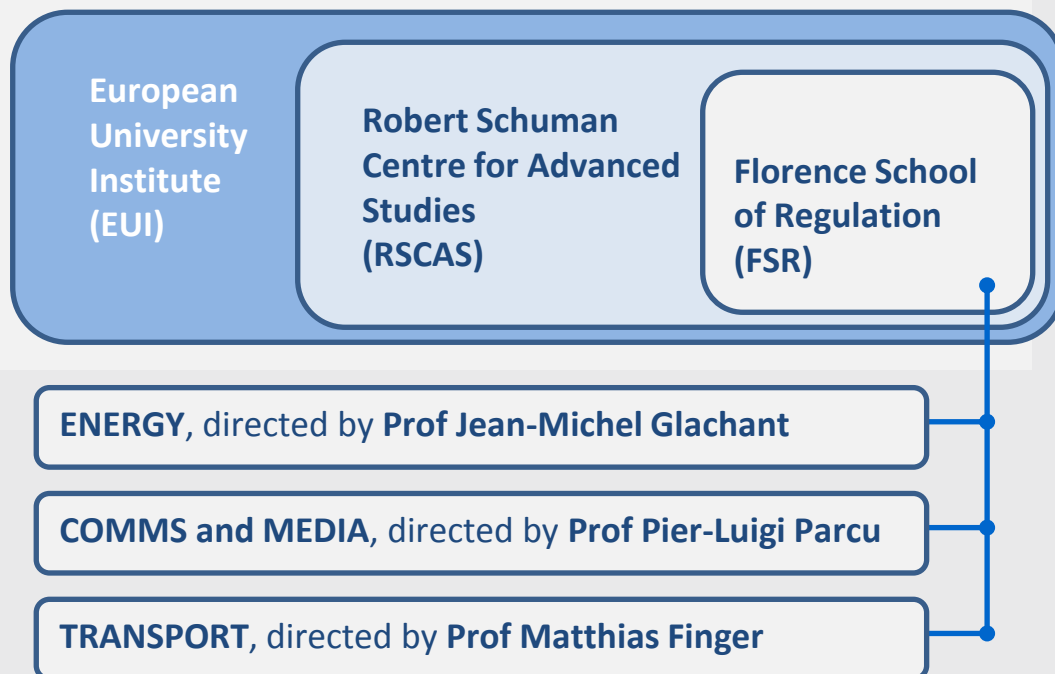 European
University
Institute
(EUI)
Robert Schuman
Centre for Advanced
Studies
(RSCAS)
Florence School
of Regulation
(FSR)
ENERGY, directed by Prof Jean-Michel Glachant
COMMS and MEDIA, directed by Prof Pier-Luigi Parcu
TRANSPORT, directed by Prof Matthias Finger